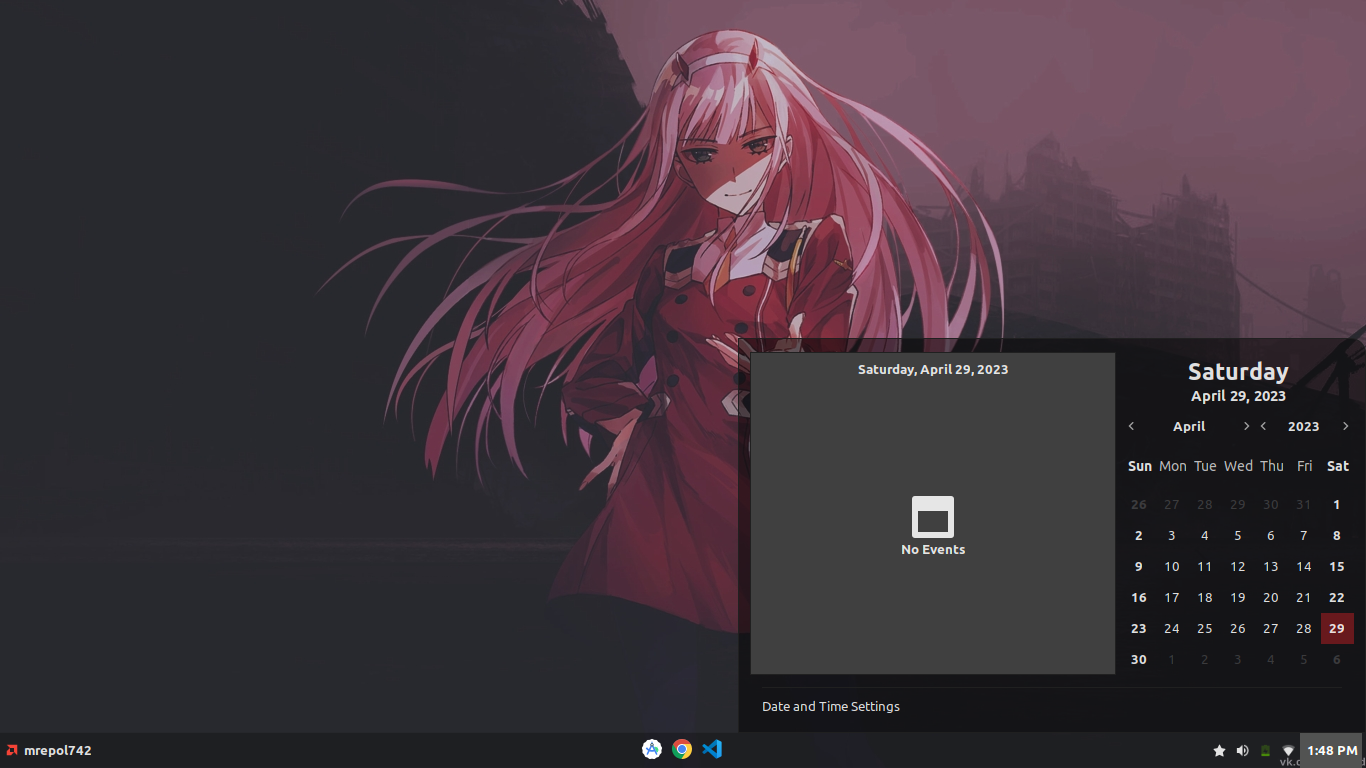 Saturday, April 29, 2023
No Events
Saturday
April 29, 2023
April 2023
Sun Mon Tue Wed Thu Fri Sat
26 27 28 29 30 31 1
2 3 4 5 6 7 8
9 10 11 12 13 14 15
16 17 18 19 20 21 22
23 24 25 26 27 28 29
30 1 2 3 4 5 6
Date and Time Settings
mrepol742
1:48 PM